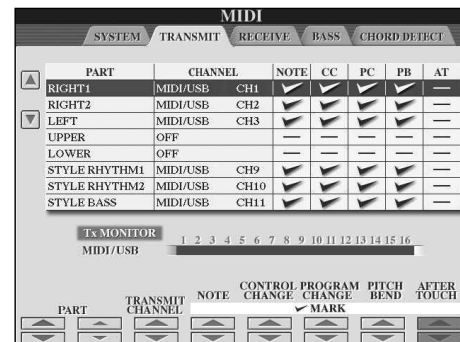 MIDI
SYSTEM TRANSMIT RECEIVE BASS CHORD DETECT
PART CHANNEL NOTE CC PC PB AT
RIGHT1 MIDI/USB CH1
RIGHT2 MIDI/USB CH2
LEFT MIDI/USB CH3
UPPER OFF
LOWER OFF
STYLE RHYTHM1 MIDI/USB CH9
STYLE RHYTHM2 MIDI/USB CH10
STYLE BASS MIDI/USB CH11
Tx MONITOR
1 2 3 4 5 6 7 8 9 10 11 12 13 14 15 16
MIDI/USB
PART TRANSMIT CHANNEL NOTE CONTROL CHANGE PROGRAM CHANGE PITCH BEND AFTER TOUCH
MARK